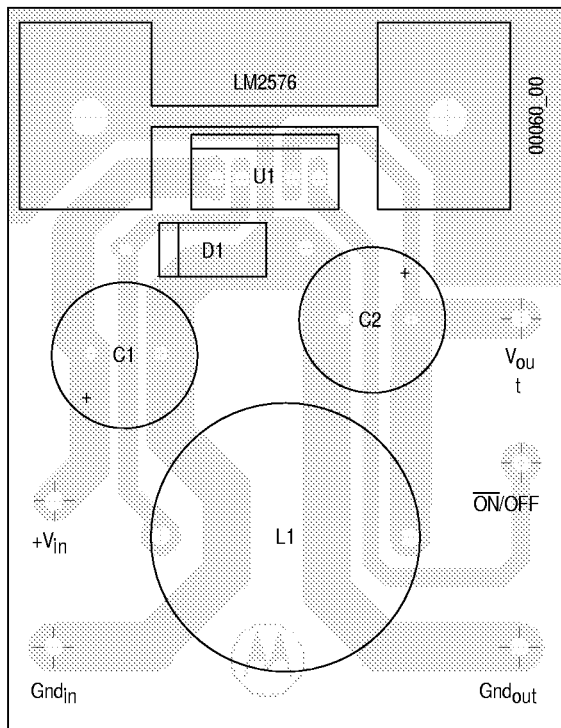 LM2576
00060_00
U1
D1
+
C2
C1
+
Vou
t
ON/OFF
+Vin
L1
Gndin
Gndout